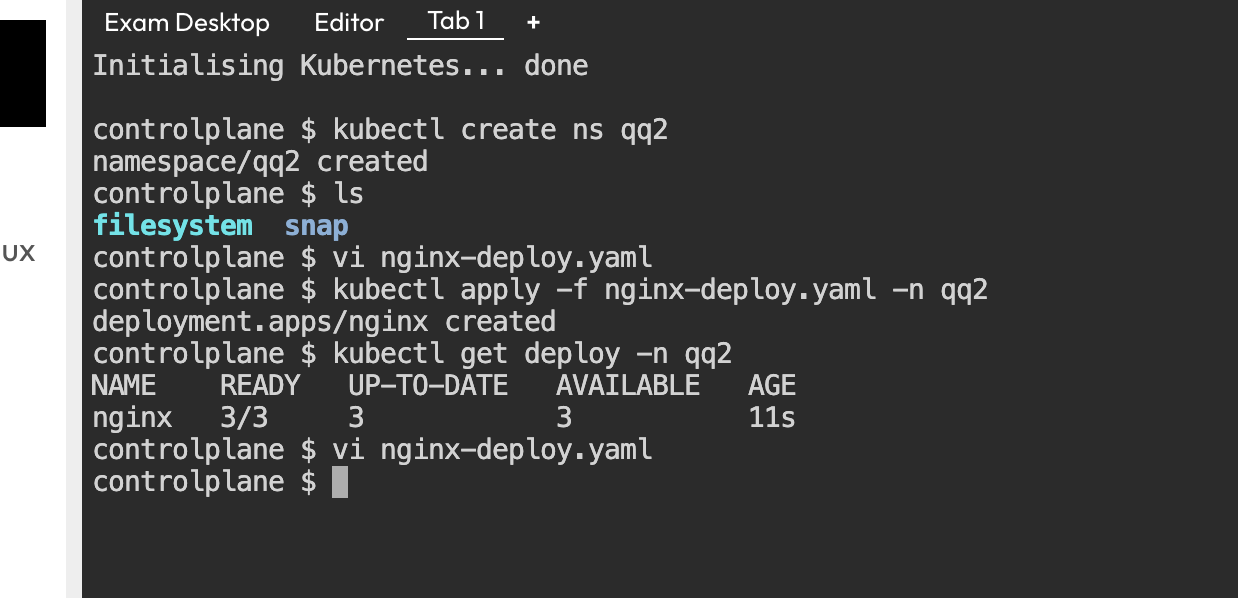 Exam Desktop Editor Tab 1 +
Initialising Kubernetes... done
controlplane $ kubectl create ns qq2
namespace/qq2 created
controlplane $ ls
filesystem snap
UX
controlplane $ vi nginx-deploy.yaml
controlplane $ kubectl apply -f nginx-deploy.yaml -n qq2
deployment.apps/nginx created
controlplane $ kubectl get deploy -n qq2
NAME READY UP-TO-DATE AVAILABLE AGE
nginx 3/3 3 3 11s
controlplane $ vi nginx-deploy.yaml
controlplane $